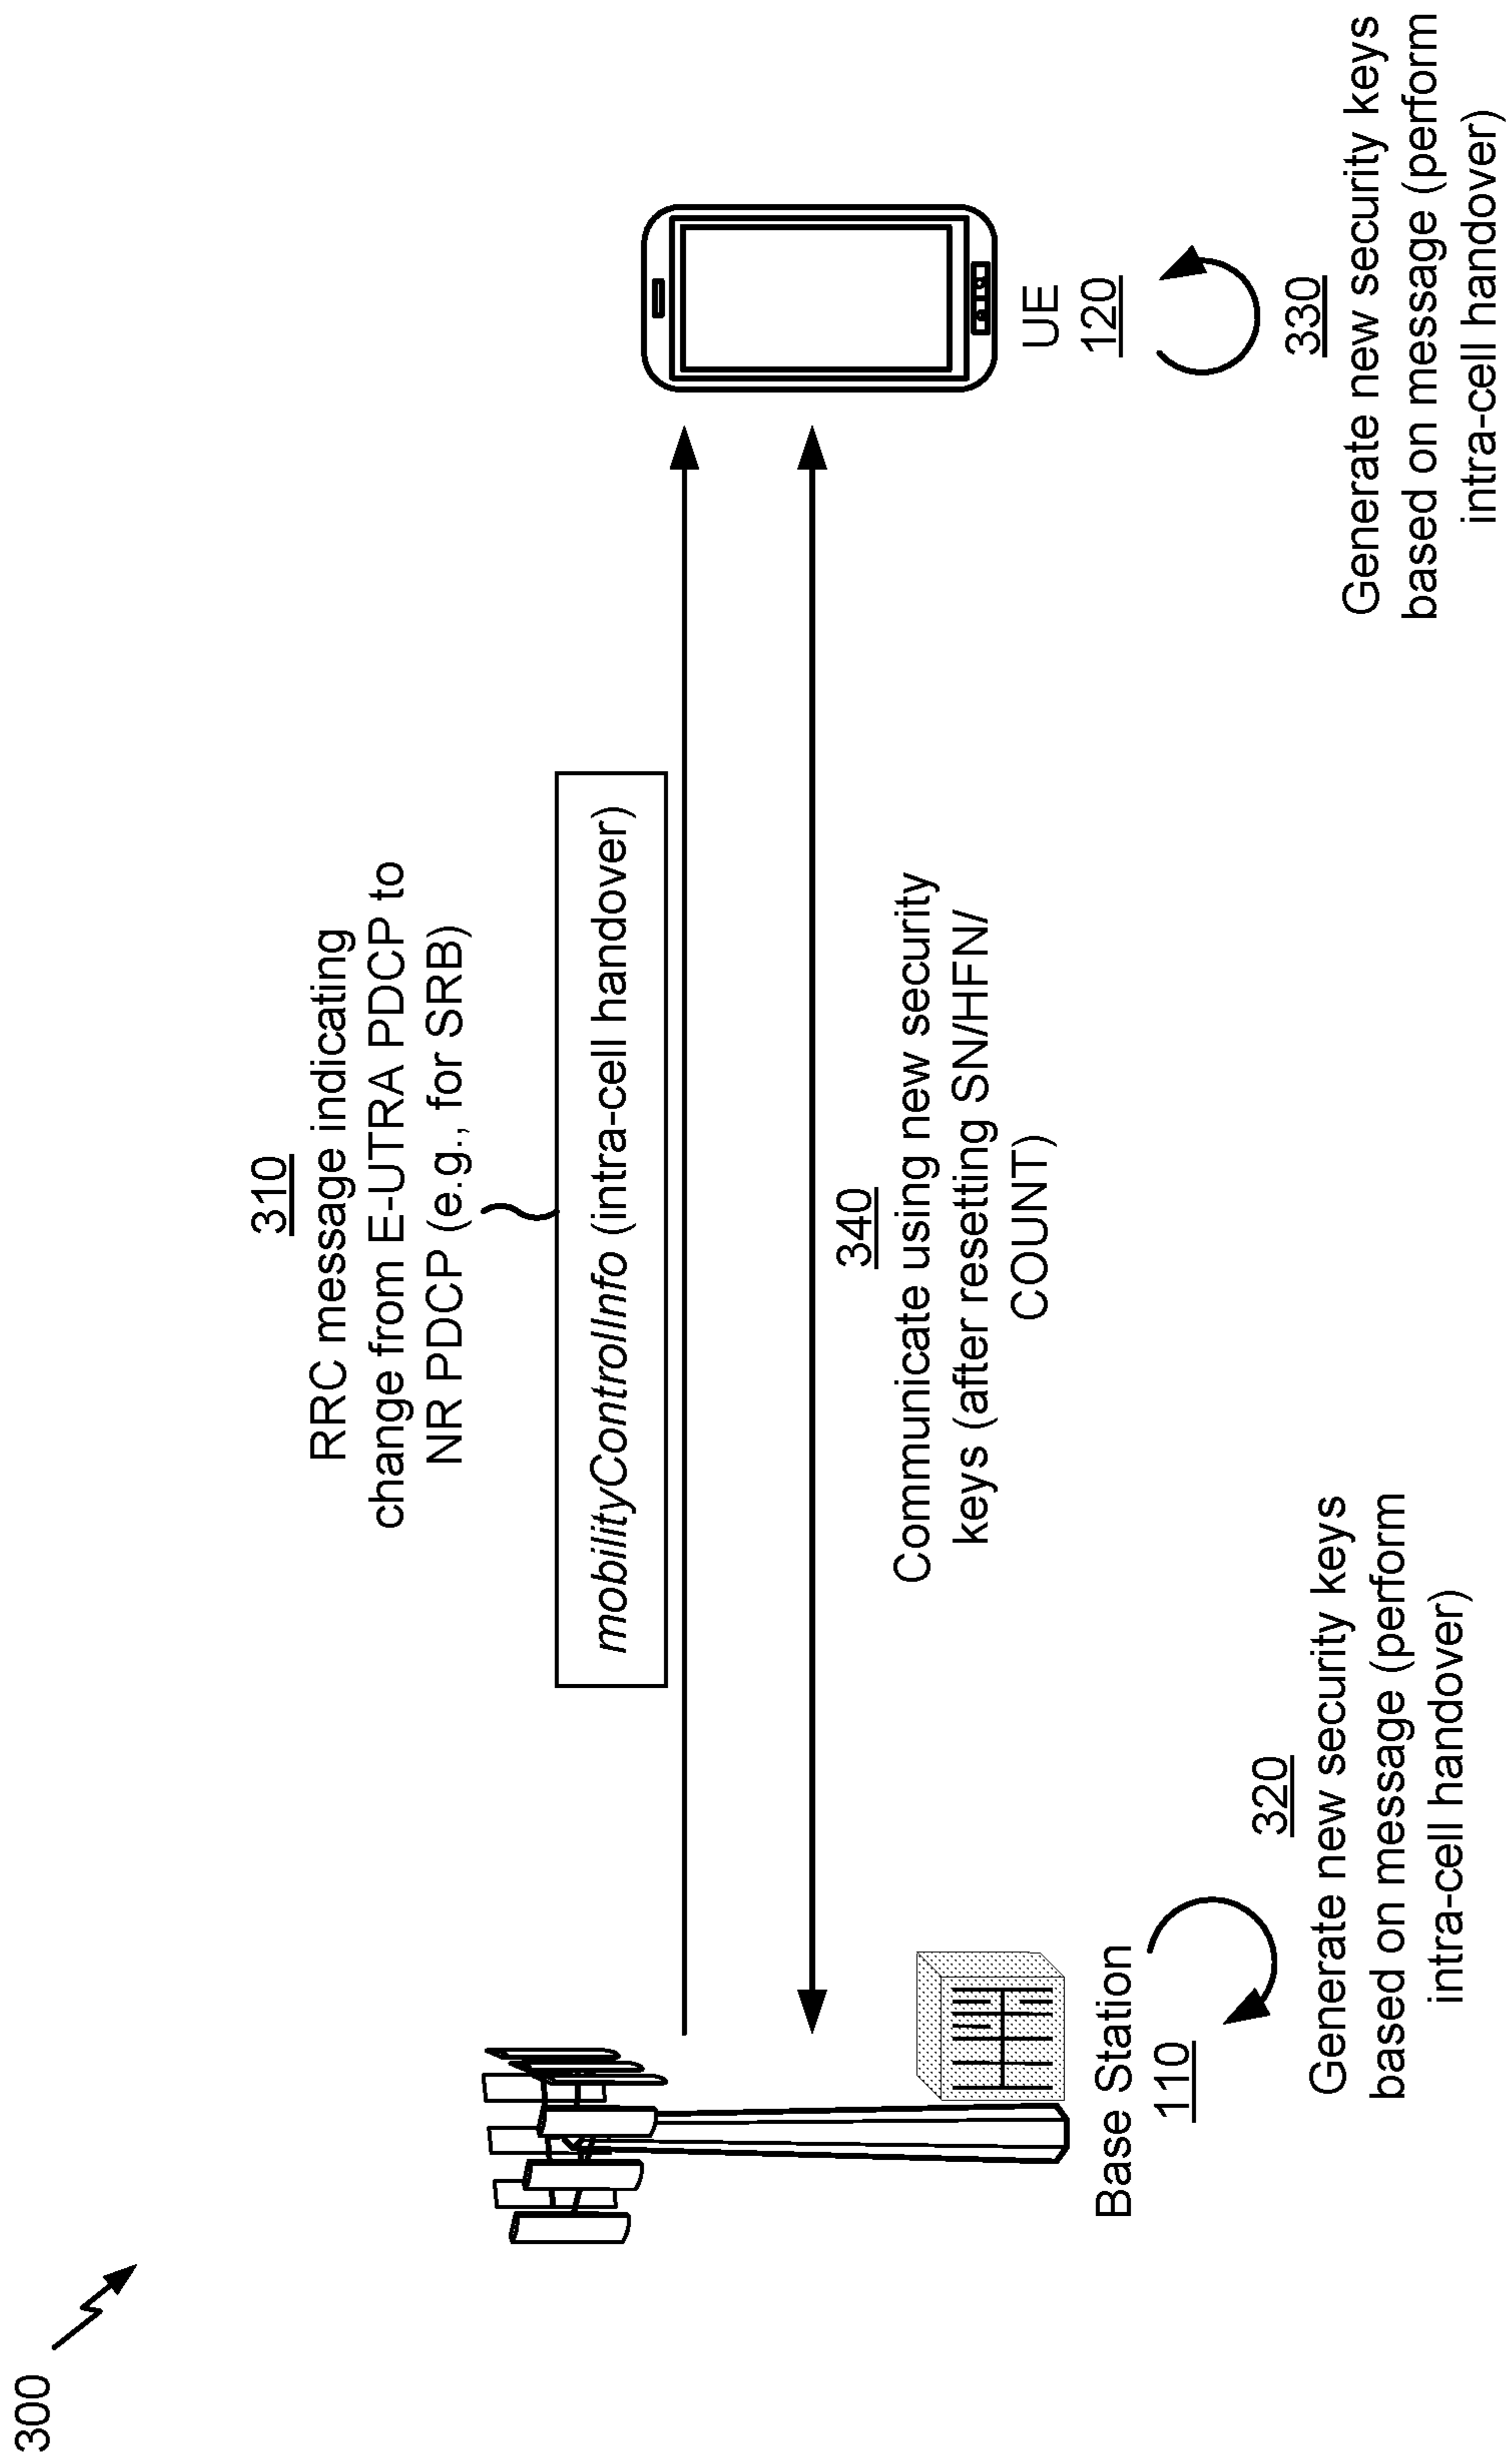 300
310
RRC message indicating
change from E-UTRA PDCP to
NR PDCP (e.g., for SRB)
mobilityControlInfo (intra-cell handover)
340
Communicate using new security
keys (after resetting SN/HFN/
COUNT)
Base Station
110
320
Generate new security keys
based on message (perform
intra-cell handover)
UE
120
330
Generate new security keys
based on message (perform
intra-cell handover)